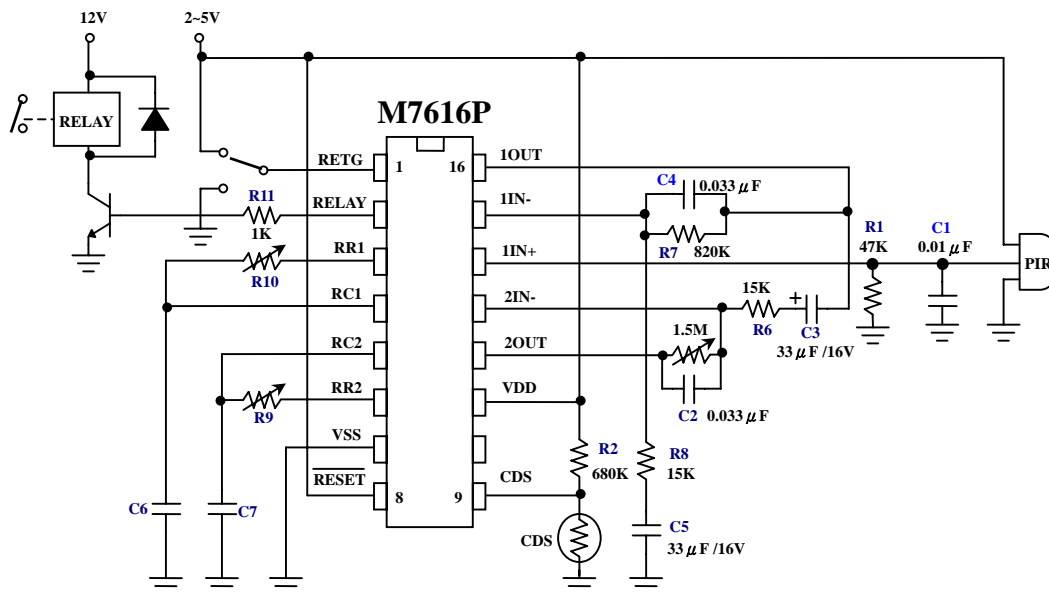 12V
2~5V
M7616P
RELAY
RETG
1
16
1OUT
C4
0.033μF
R11
RELAY
1IN-
1K
R7
820K
R1
47K
C1
0.01μF
RR1
1IN+
PIR
R10
RC1
2IN-
15K
+
R6
C3
33μF/16V
RC2
2OUT
1.5M
RR2
VDD
R9
C2
0.033μF
VSS
R2
680K
R8
15K
RESET
8
9
CDS
C6
C7
CDS
C5
33μF/16V